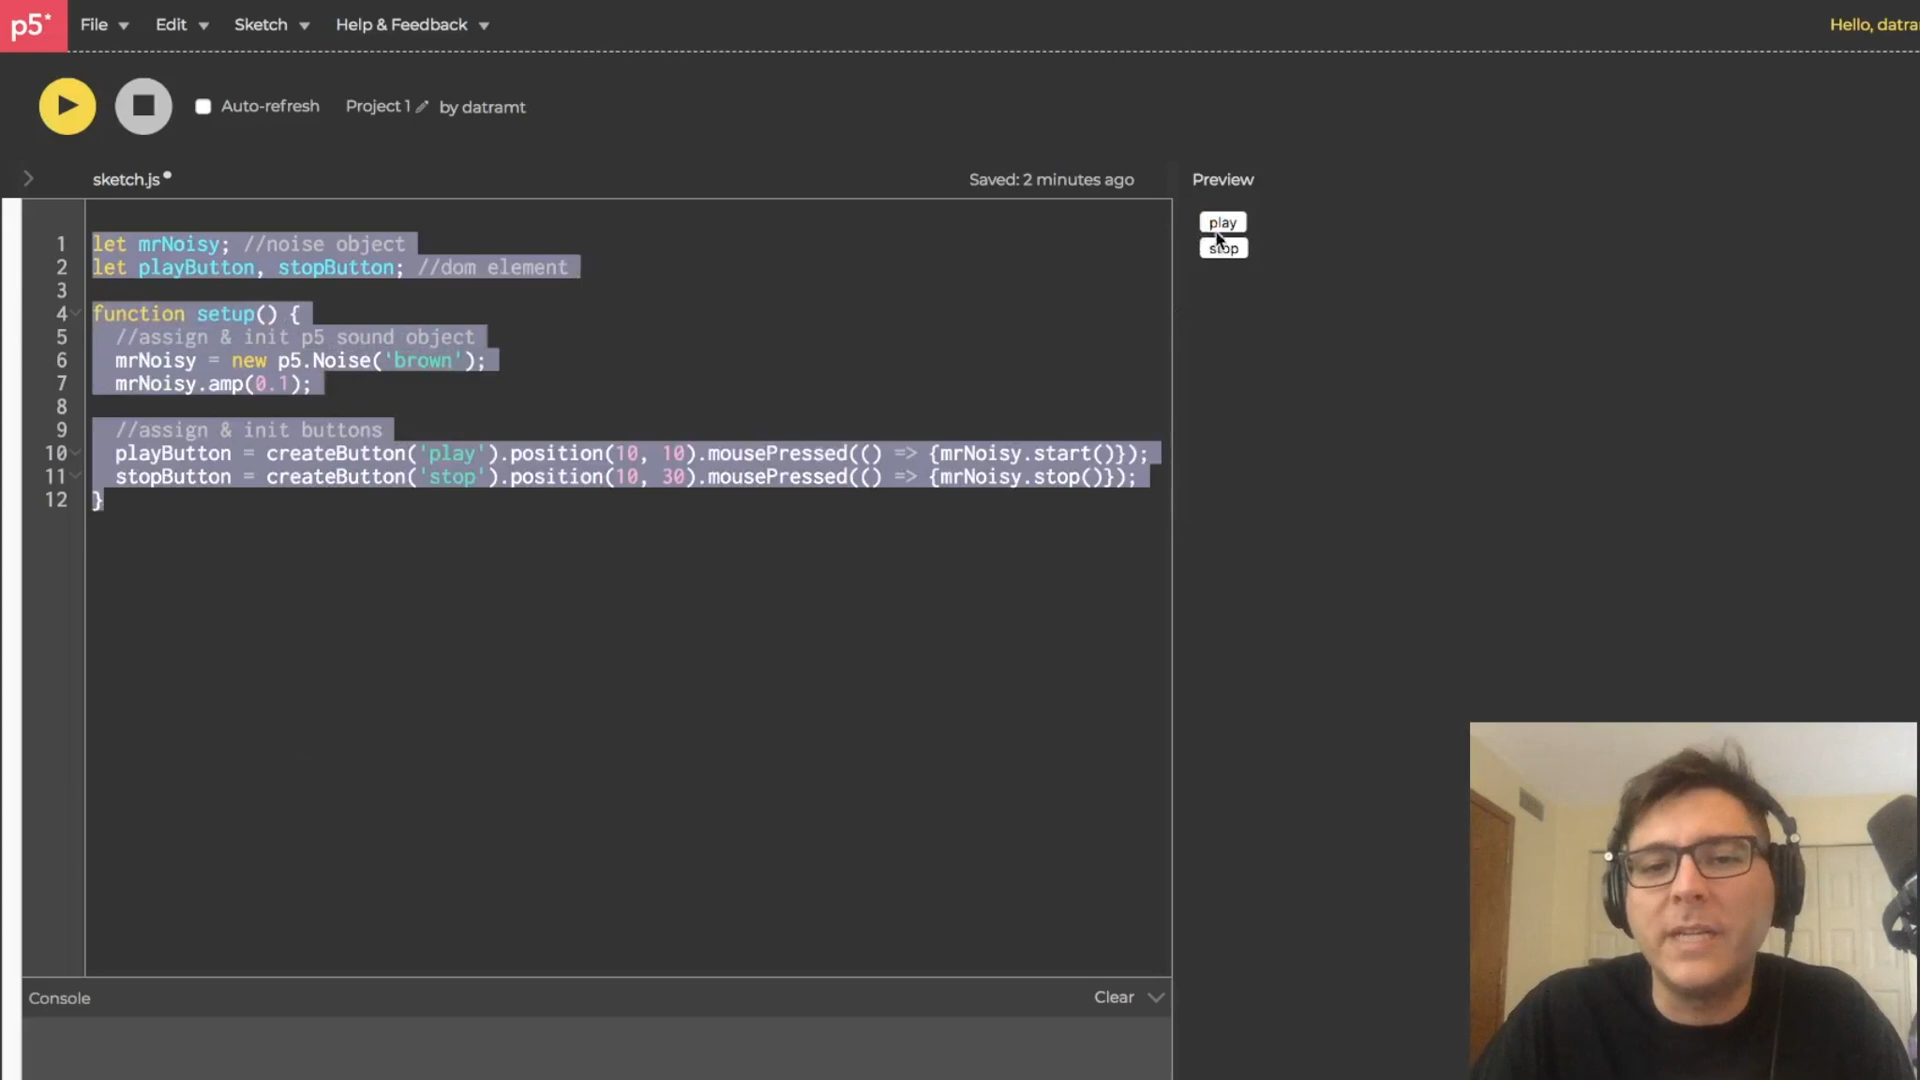 p5* File Edit Sketch Help & Feedback Hello, datra
Auto-refresh Project 1 by datramt
sketch.js Saved: 2 minutes ago Preview
play
stop
1 let mrNoisy; //noise object
2 let playButton, stopButton; //dom element
3
4 function setup() {
5 //assign & init p5 sound object
6 mrNoisy = new p5.Noise('brown');
7 mrNoisy.amp(0.1);
8
9 //assign & init buttons
10 playButton = createButton('play').position(10, 10).mousePressed(() => {mrNoisy.start()});
11 stopButton = createButton('stop').position(10, 30).mousePressed(() => {mrNoisy.stop()});
12 }
Console Clear